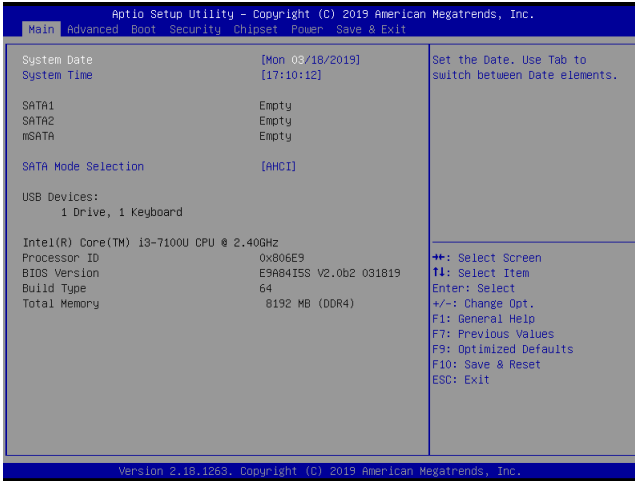 Aptio Setup Utility – Copyright (C) 2019 American Megatrends, Inc.
Main Advanced Boot Security Chipset Power Save & Exit
System Date [Mon 03/18/2019]
System Time [17:10:12]
SATA1 Empty
SATA2 Empty
mSATA Empty
SATA Mode Selection [AHCI]
USB Devices:
1 Drive, 1 Keyboard
Intel(R) Core(TM) i3-7100U CPU @ 2.40GHz
Processor ID 0x806E9
BIOS Version E9A84I5S V2.0b2 031819
Build Type 64
Total Memory 8192 MB (DDR4)
Set the Date. Use Tab to
switch between Date elements.
→←: Select Screen
↑↓: Select Item
Enter: Select
+/-: Change Opt.
F1: General Help
F7: Previous Values
F9: Optimized Defaults
F10: Save & Reset
ESC: Exit
Version 2.18.1263. Copyright (C) 2019 American Megatrends, Inc.